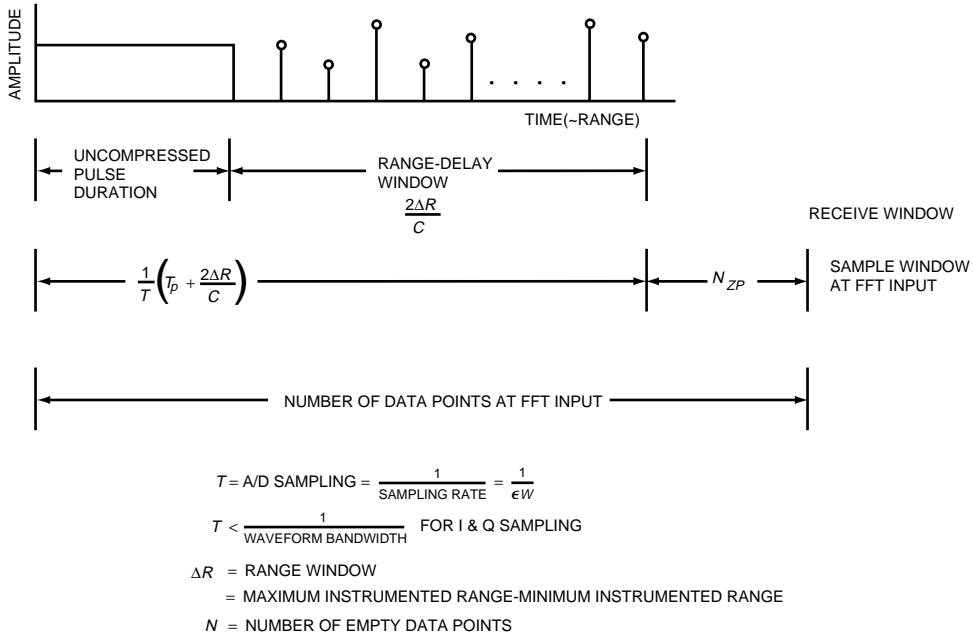 AMPLITUDE
TIME(~RANGE)
UNCOMPRESSED
PULSE
DURATION
RANGE-DELAY
WINDOW
2ΔR
C
RECEIVE WINDOW
1/T (Tp + 2ΔR/C)
N ZP
SAMPLE WINDOW
AT FFT INPUT
NUMBER OF DATA POINTS AT FFT INPUT
T = A/D SAMPLING = 1/SAMPLING RATE = 1/ϵW
T < 1/WAVEFORM BANDWIDTH FOR I & Q SAMPLING
ΔR = RANGE WINDOW
= MAXIMUM INSTRUMENTED RANGE-MINIMUM INSTRUMENTED RANGE
N = NUMBER OF EMPTY DATA POINTS